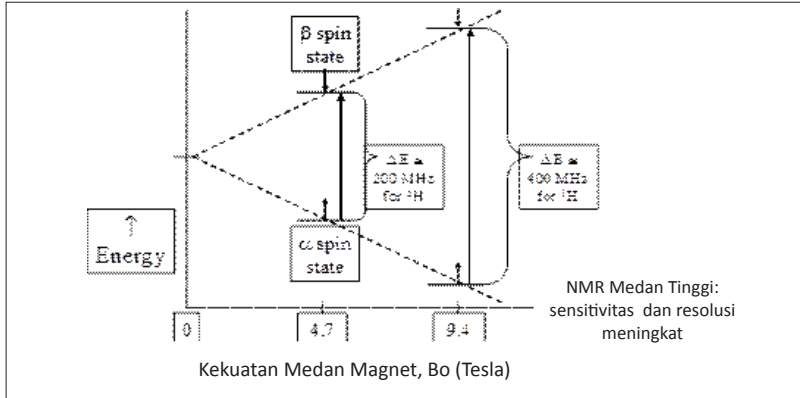 β spin
state
ΔE ≅
200 MHz
for ¹H
ΔE ≅
400 MHz
for ¹H
↑
Energy
α spin
state
NMR Medan Tinggi:
sensitivitas dan resolusi
meningkat
0
4.7
9.4
Kekuatan Medan Magnet, Bo (Tesla)